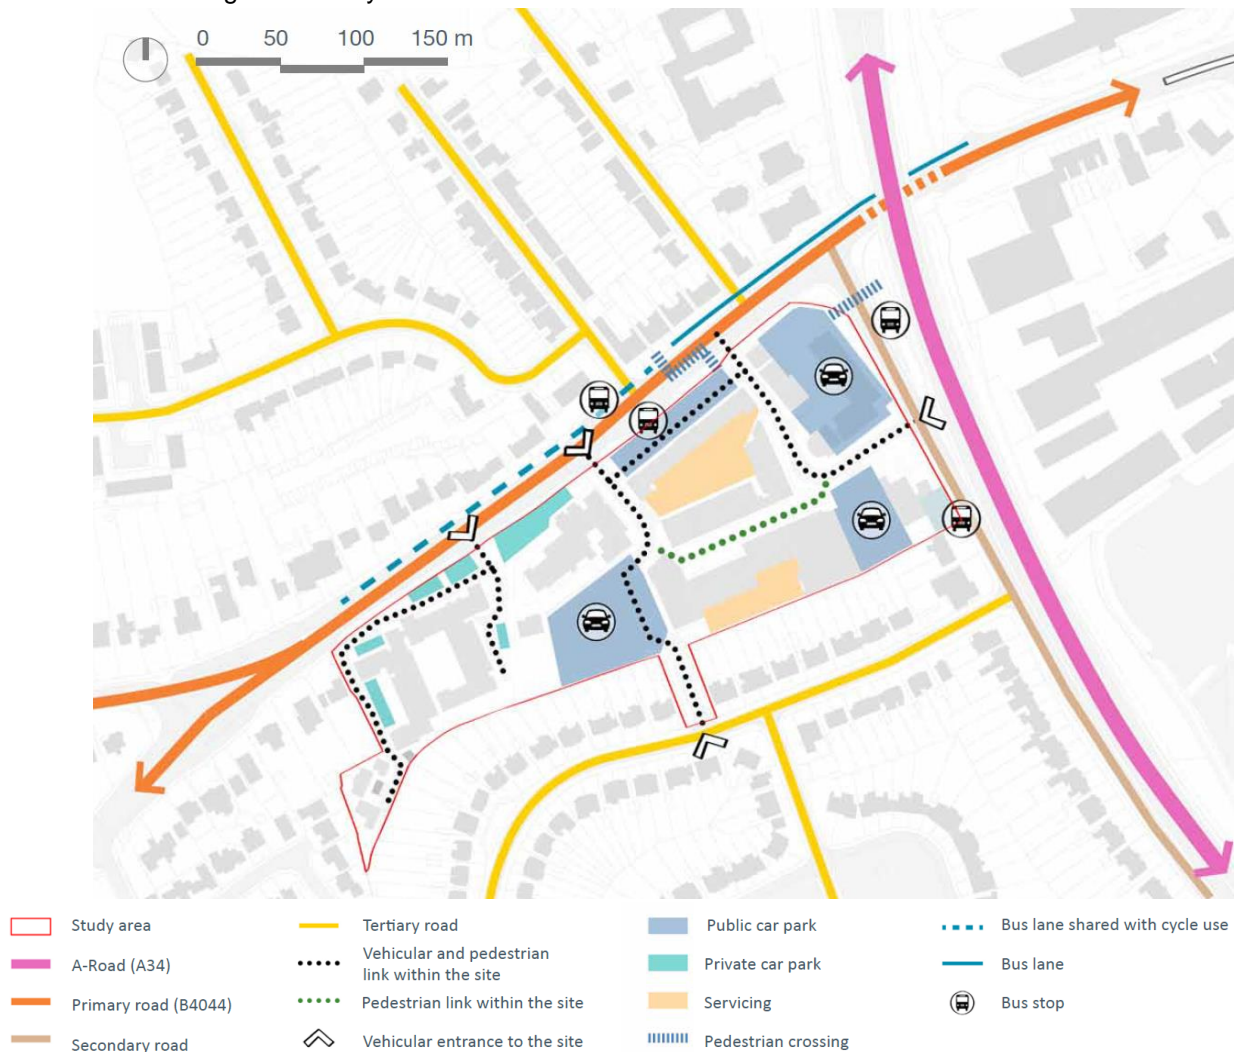 0 50 100 150 m
Study area
A-Road (A34)
Primary road (B4044)
Secondary road
Tertiary road
Vehicular and pedestrian
link within the site
Pedestrian link within the site
Vehicular entrance to the site
Public car park
Private car park
Servicing
Pedestrian crossing
Bus lane shared with cycle use
Bus lane
Bus stop